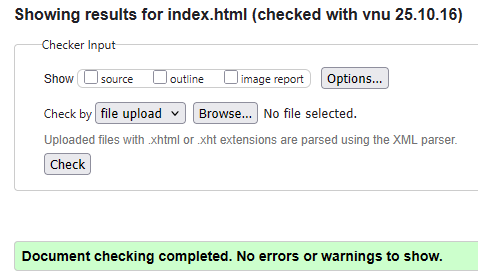 Showing results for index.html (checked with vnu 25.10.16)
Checker Input
Show source outline image report Options...
Check by file upload Browse... No file selected.
Uploaded files with .xhtml or .xht extensions are parsed using the XML parser.
Check
Document checking completed. No errors or warnings to show.